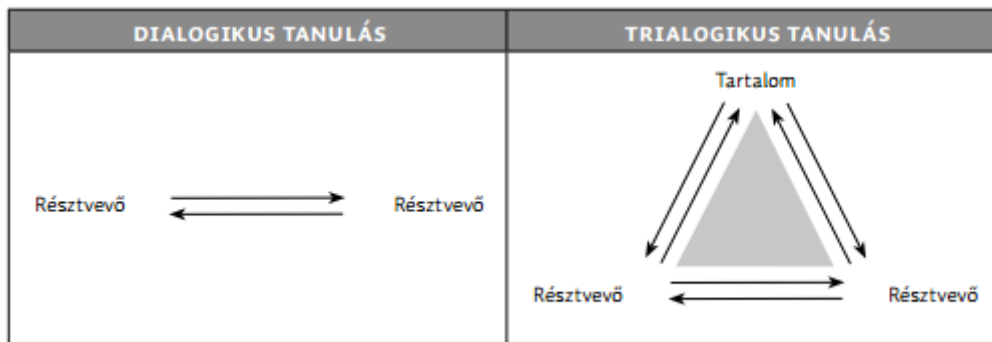 DIALOGIKUS TANULÁS
TRIALOGIKUS TANULÁS
Tartalom
Résztvevő
Résztvevő
Résztvevő
Résztvevő